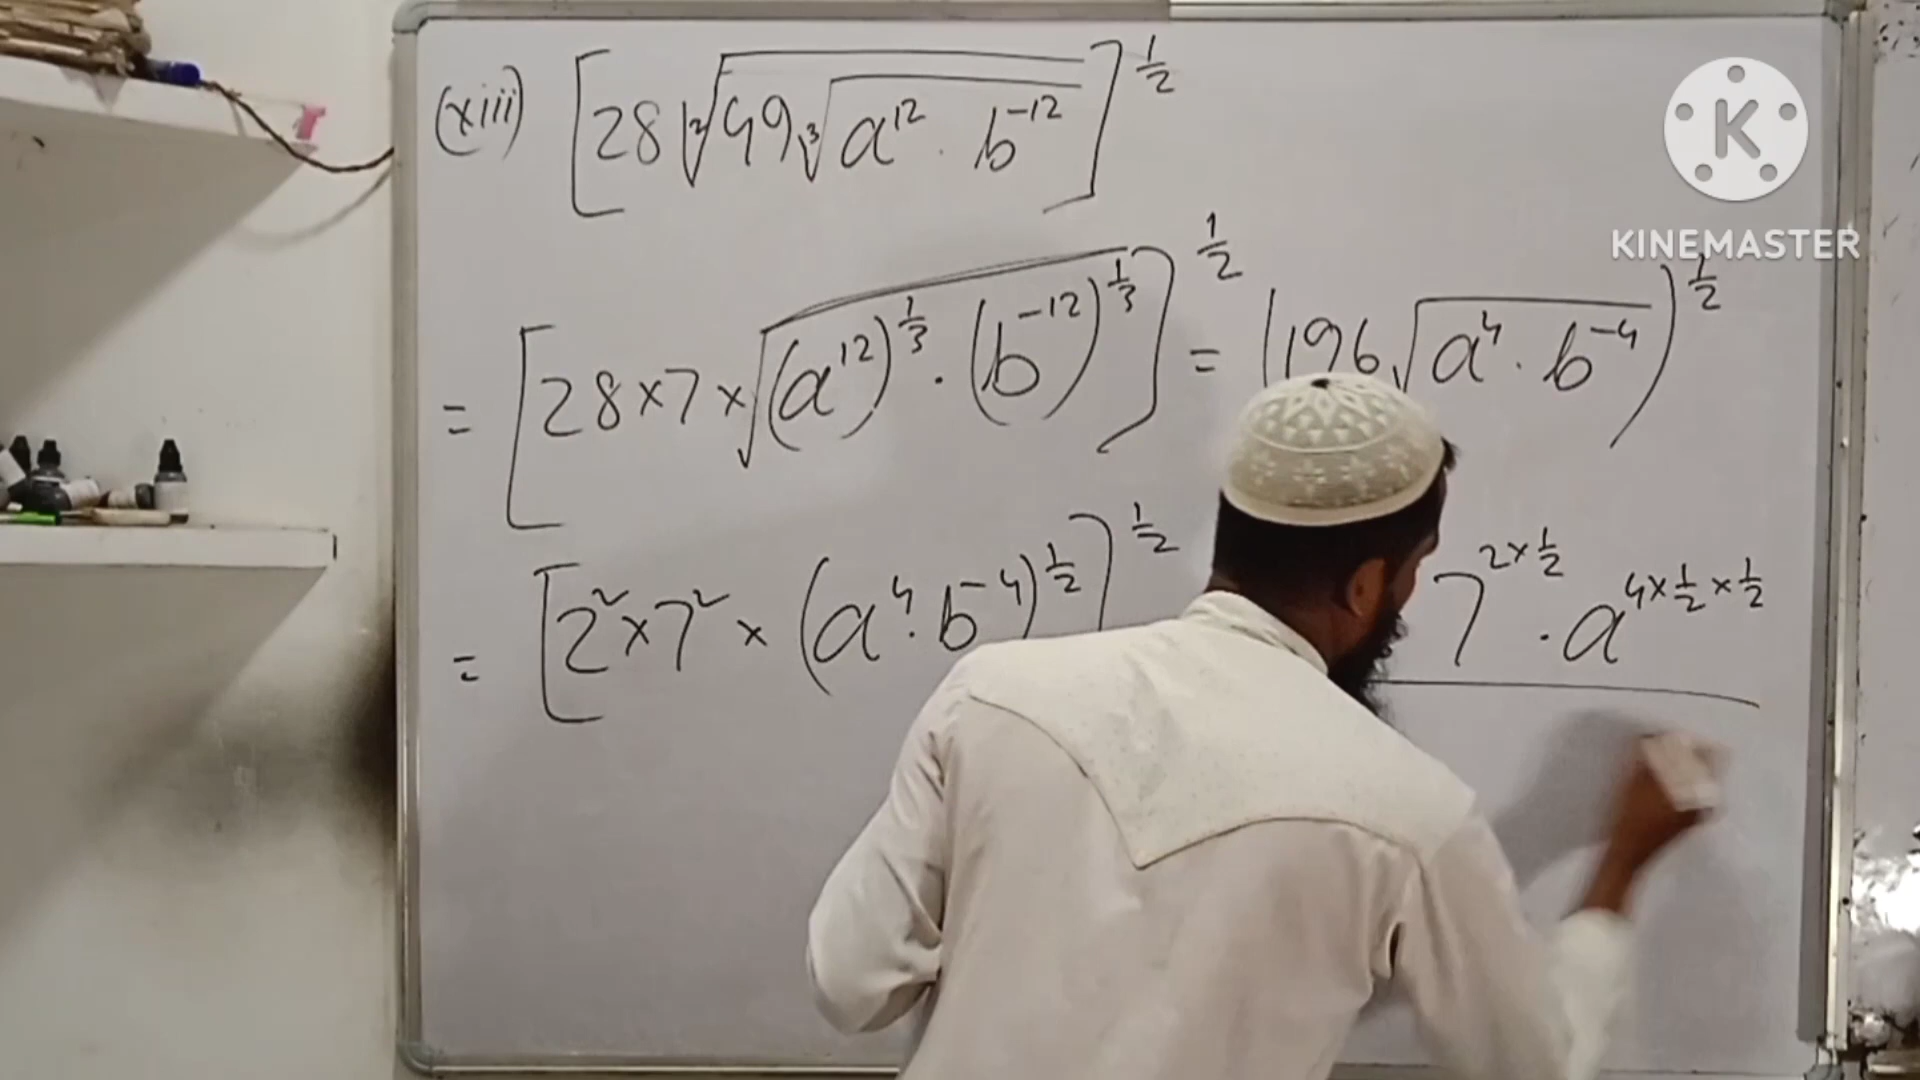 (xiii) [28 ²√49 ³√a¹² . b⁻¹²]^½
KINEMASTER
= [28 × 7 × √(a¹²)^⅓ . (b⁻¹²)^⅓]^½ = (196 √a⁴ . b⁻⁴)^½
= [2² × 7² × (a⁴ . b⁻⁴)^½]^½ 7^(2×½) . a^(4×½×½)